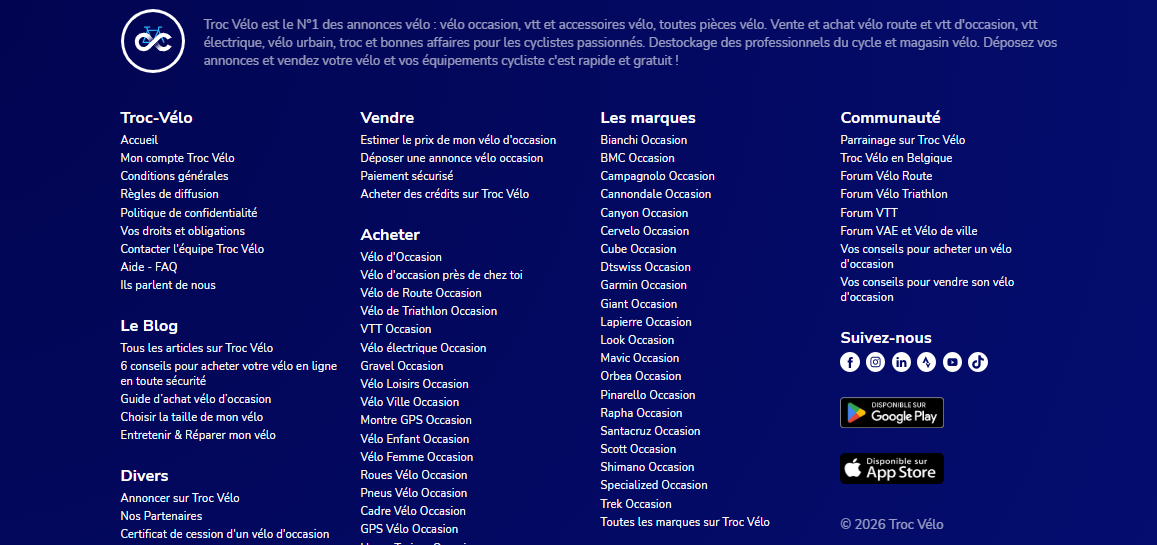 Troc Vélo est le N°1 des annonces vélo : vélo occasion, vtt et accessoires vélo, toutes pièces vélo. Vente et achat vélo route et vtt d'occasion, vtt
électrique, vélo urbain, troc et bonnes affaires pour les cyclistes passionnés. Destockage des professionnels du cycle et magasin vélo. Déposez vos
annonces et vendez votre vélo et vos équipements cycliste c'est rapide et gratuit !
Troc-Vélo
Accueil
Mon compte Troc Vélo
Conditions générales
Règles de diffusion
Politique de confidentialité
Vos droits et obligations
Contacter l'équipe Troc Vélo
Aide - FAQ
Ils parlent de nous
Le Blog
Tous les articles sur Troc Vélo
6 conseils pour acheter votre vélo en ligne
en toute sécurité
Guide d'achat vélo d'occasion
Choisir la taille de mon vélo
Entretenir & Réparer mon vélo
Divers
Annoncer sur Troc Vélo
Nos Partenaires
Certificat de cession d'un vélo d'occasion
Vendre
Estimer le prix de mon vélo d'occasion
Déposer une annonce vélo occasion
Paiement sécurisé
Acheter des crédits sur Troc Vélo
Acheter
Vélo d'Occasion
Vélo d'occasion près de chez toi
Vélo de Route Occasion
Vélo de Triathlon Occasion
VTT Occasion
Vélo électrique Occasion
Gravel Occasion
Vélo Loisirs Occasion
Vélo Ville Occasion
Montre GPS Occasion
Vélo Enfant Occasion
Vélo Femme Occasion
Roues Vélo Occasion
Pneus Vélo Occasion
Cadre Vélo Occasion
GPS Vélo Occasion
Les marques
Bianchi Occasion
BMC Occasion
Campagnolo Occasion
Cannondale Occasion
Canyon Occasion
Cervelo Occasion
Cube Occasion
Dtswiss Occasion
Garmin Occasion
Giant Occasion
Lapierre Occasion
Look Occasion
Mavic Occasion
Orbea Occasion
Pinarello Occasion
Rapha Occasion
Santacruz Occasion
Scott Occasion
Shimano Occasion
Specialized Occasion
Trek Occasion
Toutes les marques sur Troc Vélo
Communauté
Parrainage sur Troc Vélo
Troc Vélo en Belgique
Forum Vélo Route
Forum Vélo Triathlon
Forum VTT
Forum VAE et Vélo de ville
Vos conseils pour acheter un vélo
d'occasion
Vos conseils pour vendre son vélo
d'occasion
Suivez-nous
DISPONIBLE SUR
Google Play
Disponible sur
App Store
© 2026 Troc Vélo